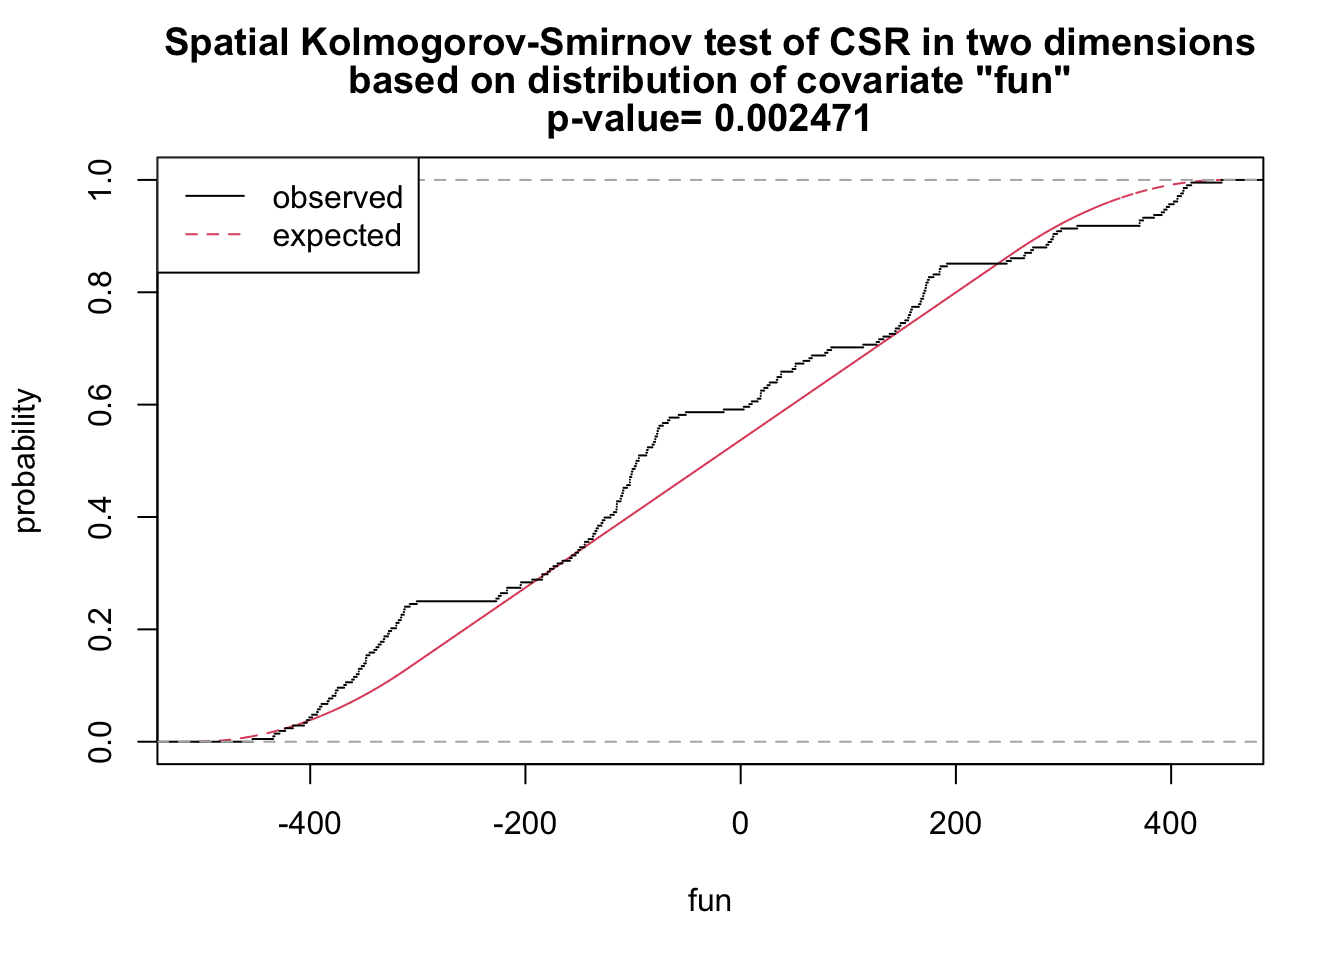 Spatial Kolmogorov-Smirnov test of CSR in two dimensions
based on distribution of covariate "fun"
p-value= 0.002471
observed
expected
probability
1.0
0.8
0.6
0.4
0.2
0.0
-400 -200 0 200 400
fun